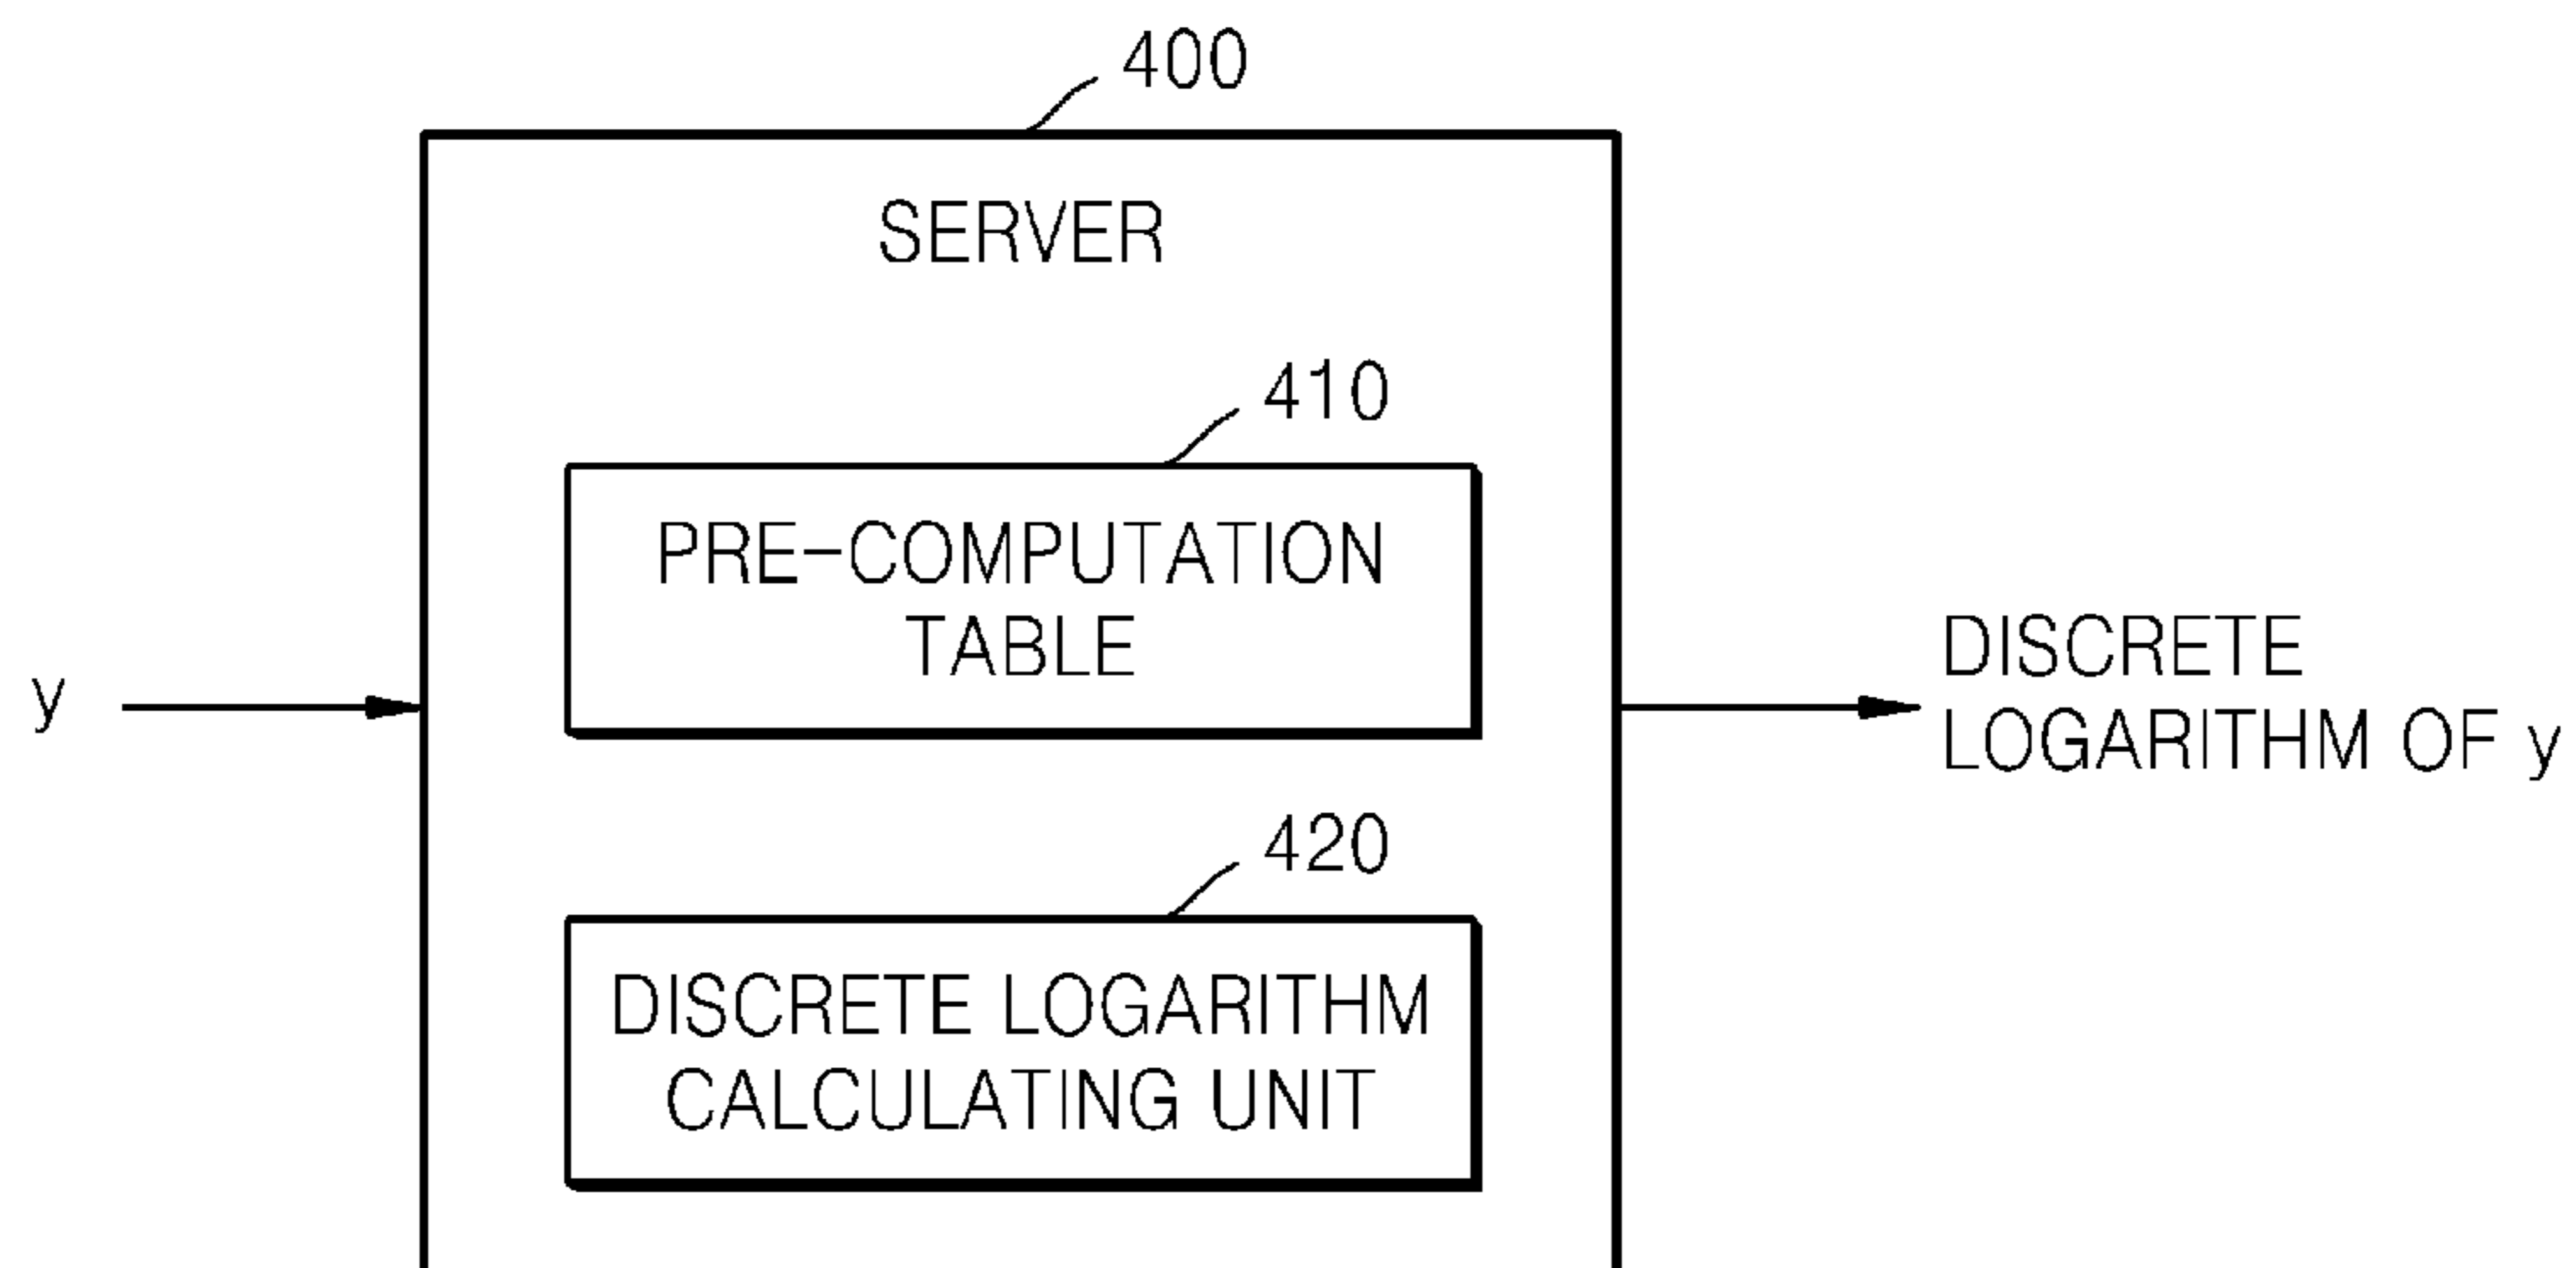 400
SERVER
410
PRE-COMPUTATION
TABLE
y
DISCRETE
LOGARITHM OF y
420
DISCRETE LOGARITHM
CALCULATING UNIT